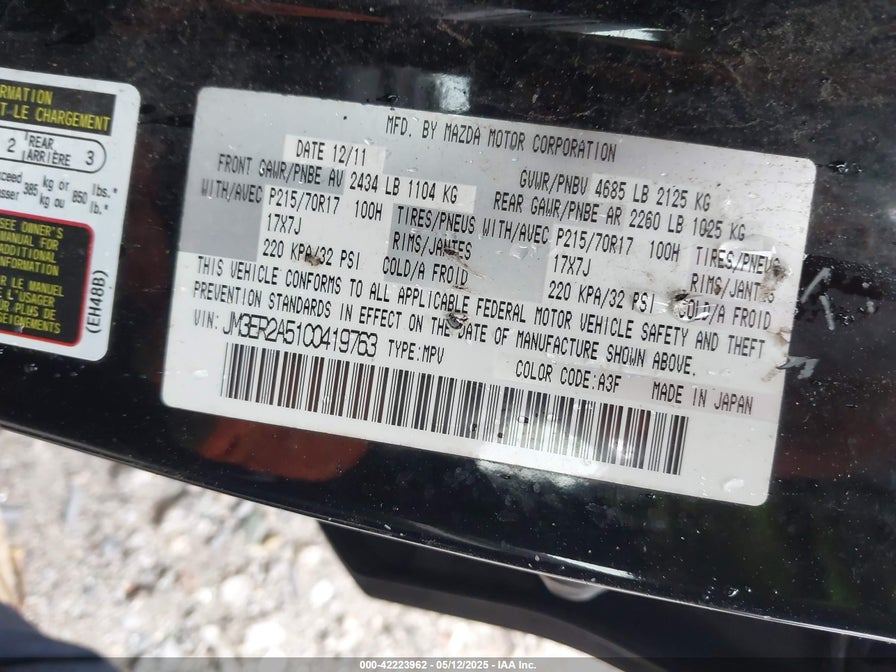 RMATION
T LE CHARGEMENT
2 REAR ARRIÈRE 3
xceed 385 kg or 850 lbs.*
asser kg ou lb.*
SEE OWNER'S
MANUAL FOR
ADDITIONAL
INFORMATION
LE MANUEL
L'USAGER
R PLUS DE
SEIGNEMENTS
(EH48B)
MFD. BY MAZDA MOTOR CORPORATION
DATE 12/11
GVWR/PNBV 4685 LB 2125 KG
FRONT GAWR/PNBE AV 2434 LB 1104 KG
REAR GAWR/PNBE AR 2260 LB 1025 KG
WITH/AVEC P215/70R17 100H TIRES/PNEUS
17X7J RIMS/JANTES
220 KPA/32 PSI COLD/A FROID
WITH/AVEC P215/70R17 100H TIRES/PNEUS
17X7J RIMS/JANTES
220 KPA/32 PSI COLD/A FROID
THIS VEHICLE CONFORMS TO ALL APPLICABLE FEDERAL MOTOR VEHICLE SAFETY AND THEFT
PREVENTION STANDARDS IN EFFECT ON THE DATE OF MANUFACTURE SHOWN ABOVE.
VIN: JM3ER2A51C0419763 TYPE:MPV
COLOR CODE:A3F MADE IN JAPAN
000-42223962 - 05/12/2025 - IAA Inc.